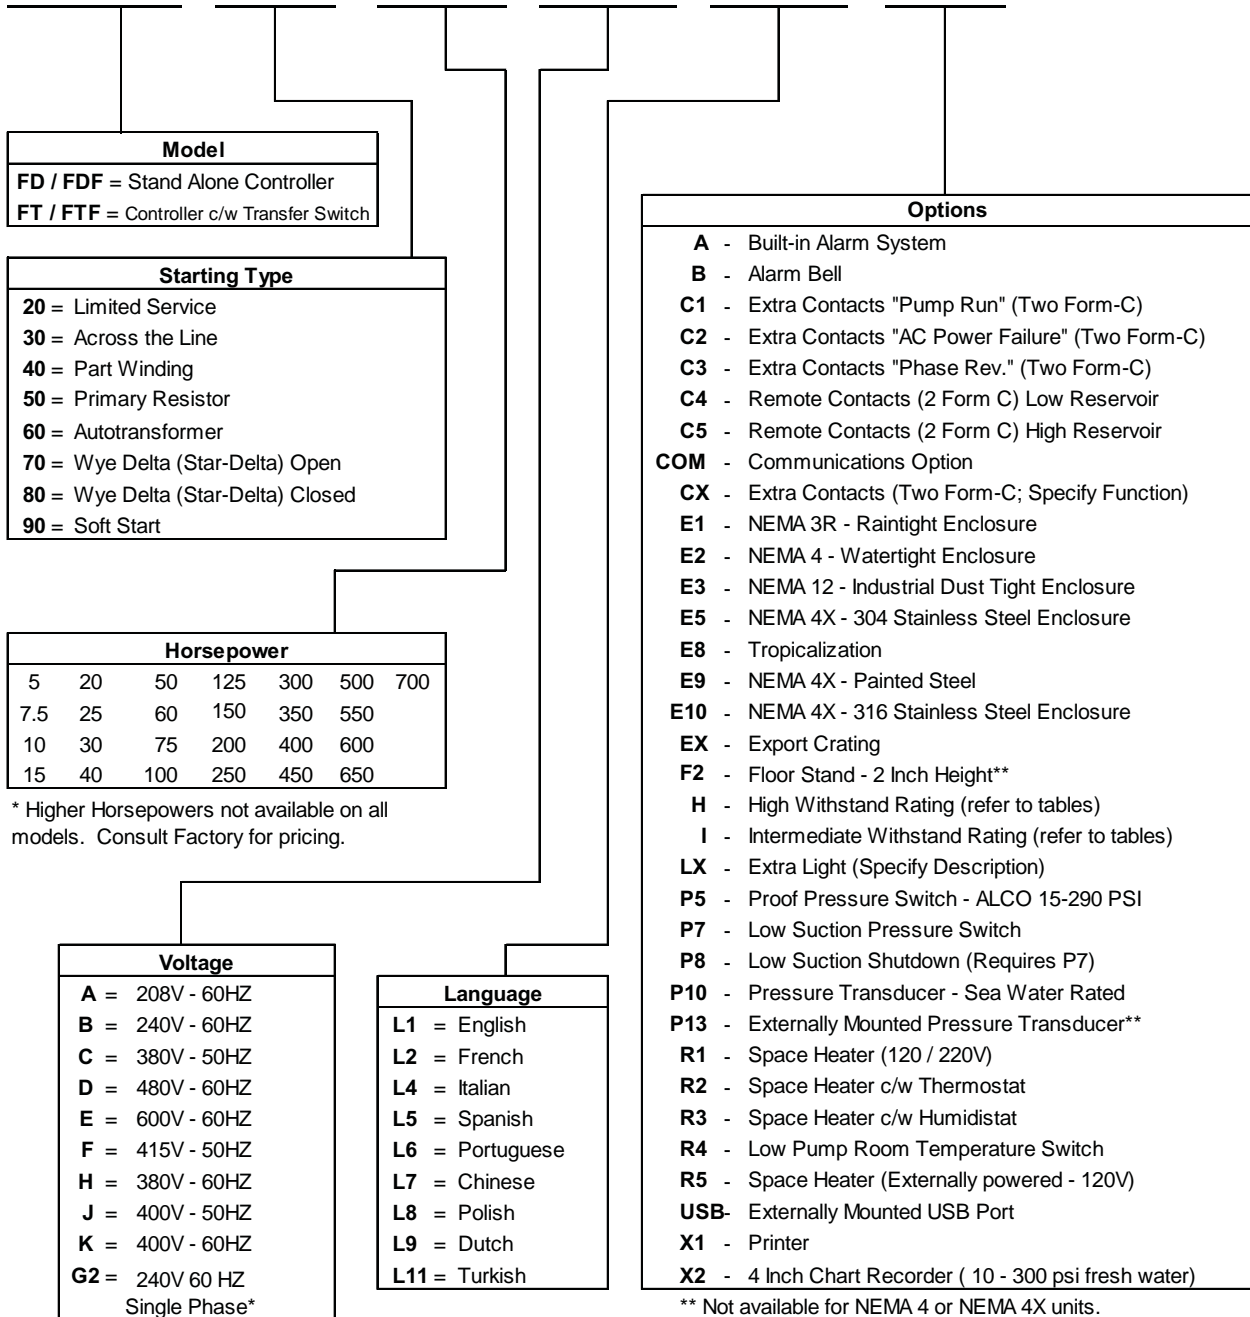 Model
FD / FDF = Stand Alone Controller
FT / FTF = Controller c/w Transfer Switch
Starting Type
20 = Limited Service
30 = Across the Line
40 = Part Winding
50 = Primary Resistor
60 = Autotransformer
70 = Wye Delta (Star-Delta) Open
80 = Wye Delta (Star-Delta) Closed
90 = Soft Start
Horsepower
5 20 50 125 300 500 700
7.5 25 60 150 350 550
10 30 75 200 400 600
15 40 100 250 450 650
* Higher Horsepowers not available on all
models. Consult Factory for pricing.
Voltage
A = 208V - 60HZ
B = 240V - 60HZ
C = 380V - 50HZ
D = 480V - 60HZ
E = 600V - 60HZ
F = 415V - 50HZ
H = 380V - 60HZ
J = 400V - 50HZ
K = 400V - 60HZ
G2 = 240V 60 HZ
Single Phase*
Language
L1 = English
L2 = French
L4 = Italian
L5 = Spanish
L6 = Portuguese
L7 = Chinese
L8 = Polish
L9 = Dutch
L11 = Turkish
Options
A - Built-in Alarm System
B - Alarm Bell
C1 - Extra Contacts "Pump Run" (Two Form-C)
C2 - Extra Contacts "AC Power Failure" (Two Form-C)
C3 - Extra Contacts "Phase Rev." (Two Form-C)
C4 - Remote Contacts (2 Form C) Low Reservoir
C5 - Remote Contacts (2 Form C) High Reservoir
COM - Communications Option
CX - Extra Contacts (Two Form-C; Specify Function)
E1 - NEMA 3R - Raintight Enclosure
E2 - NEMA 4 - Watertight Enclosure
E3 - NEMA 12 - Industrial Dust Tight Enclosure
E5 - NEMA 4X - 304 Stainless Steel Enclosure
E8 - Tropicalization
E9 - NEMA 4X - Painted Steel
E10 - NEMA 4X - 316 Stainless Steel Enclosure
EX - Export Crating
F2 - Floor Stand - 2 Inch Height**
H - High Withstand Rating (refer to tables)
I - Intermediate Withstand Rating (refer to tables)
LX - Extra Light (Specify Description)
P5 - Proof Pressure Switch - ALCO 15-290 PSI
P7 - Low Suction Pressure Switch
P8 - Low Suction Shutdown (Requires P7)
P10 - Pressure Transducer - Sea Water Rated
P13 - Externally Mounted Pressure Transducer**
R1 - Space Heater (120 / 220V)
R2 - Space Heater c/w Thermostat
R3 - Space Heater c/w Humidistat
R4 - Low Pump Room Temperature Switch
R5 - Space Heater (Externally powered - 120V)
USB- Externally Mounted USB Port
X1 - Printer
X2 - 4 Inch Chart Recorder ( 10 - 300 psi fresh water)
** Not available for NEMA 4 or NEMA 4X units.